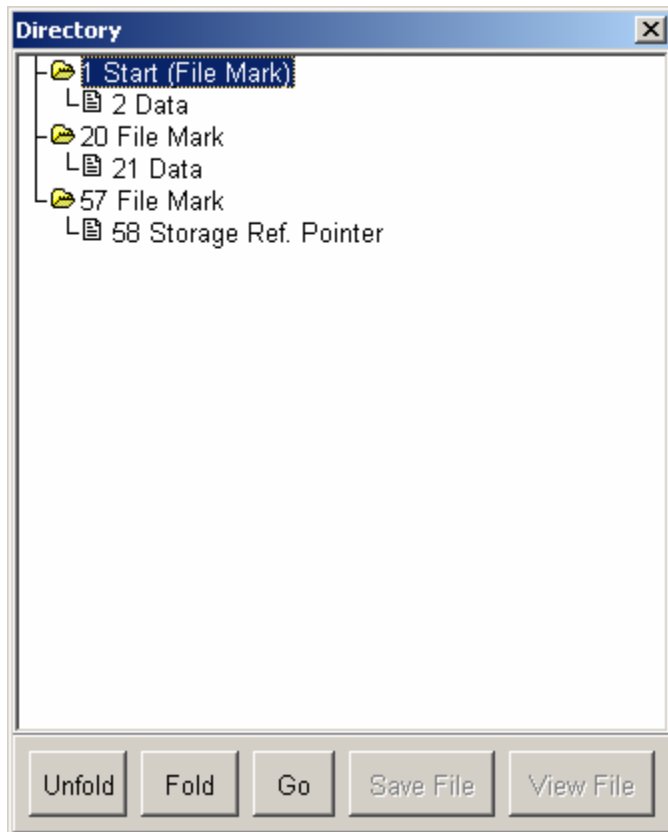 Directory
1 Start (File Mark)
2 Data
20 File Mark
21 Data
57 File Mark
58 Storage Ref. Pointer
Unfold Fold Go Save File View File